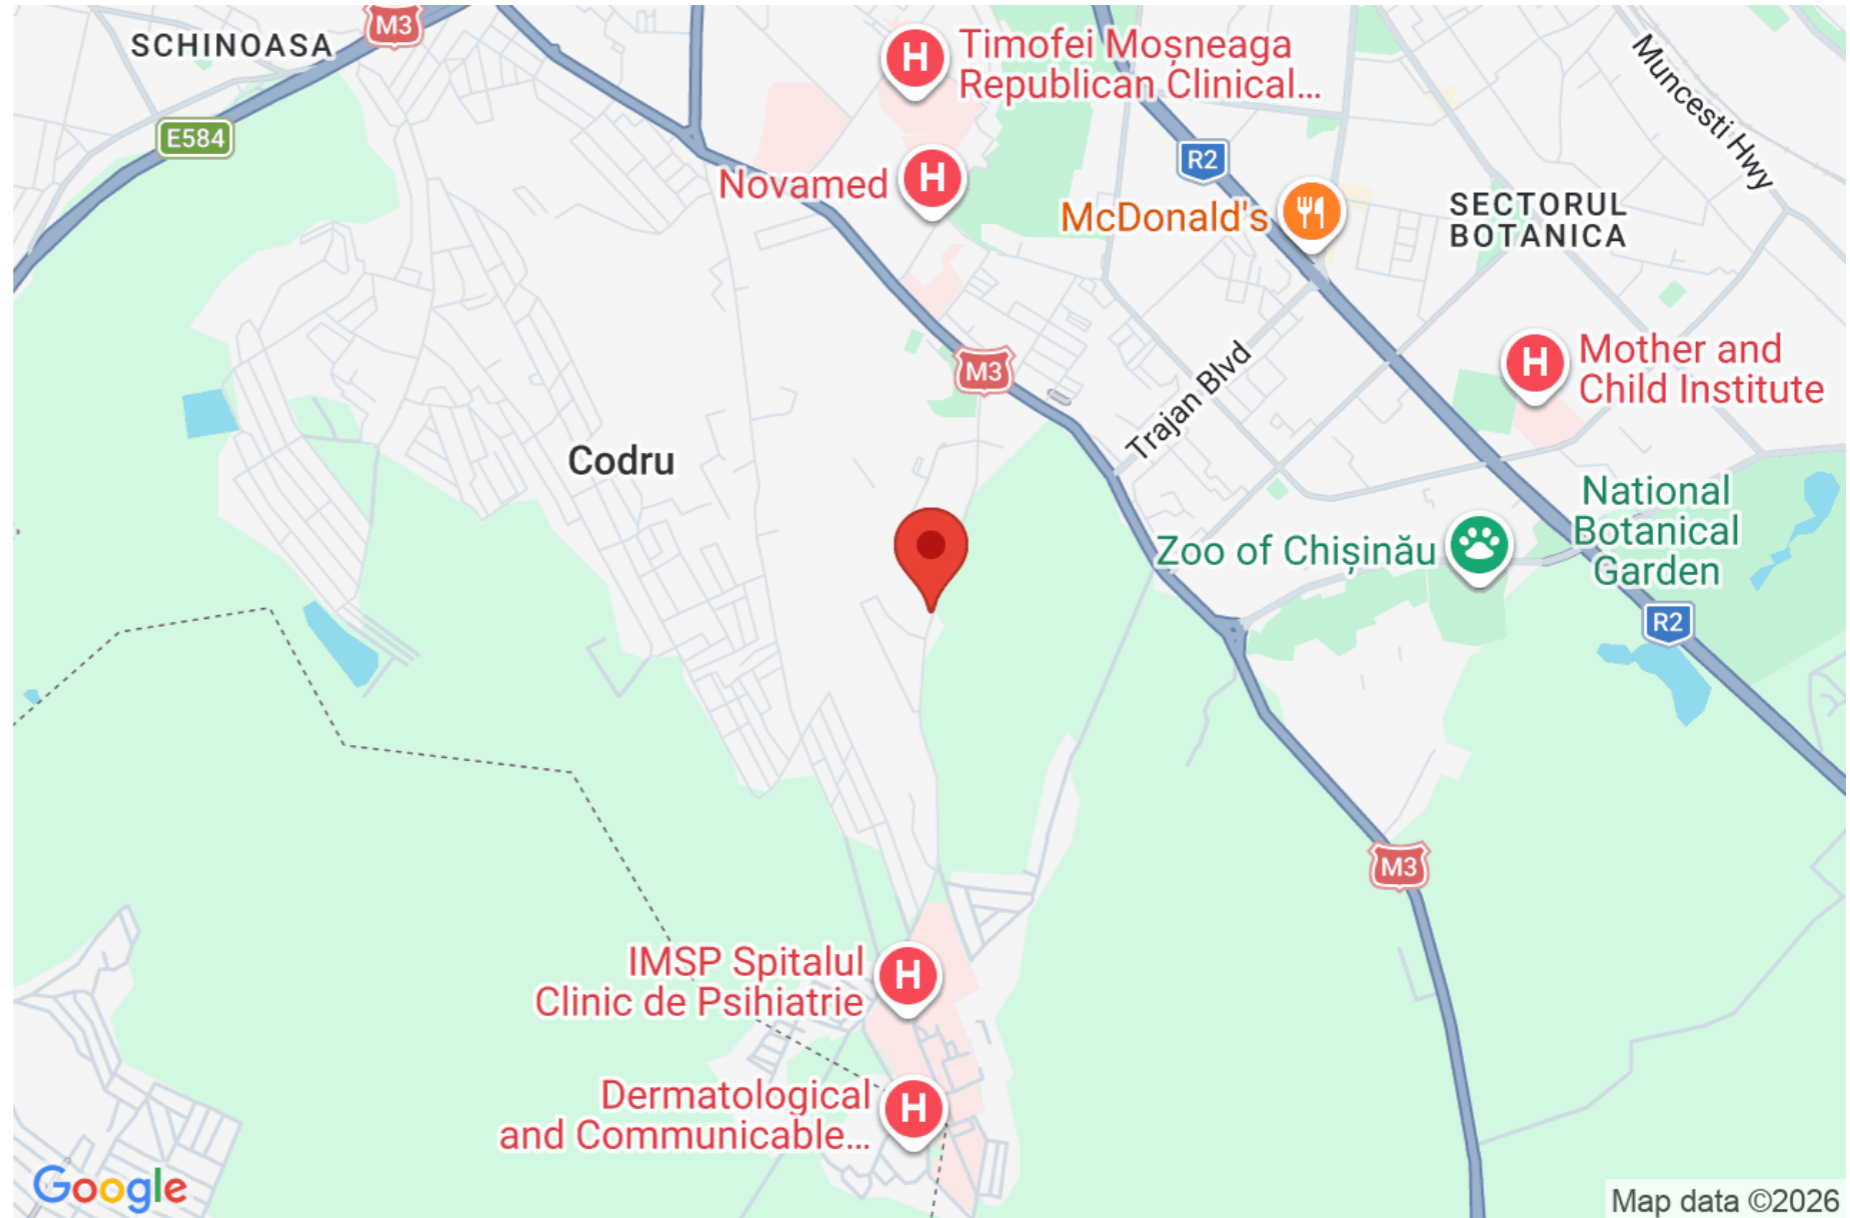 SCHINOASA
M3
E584
Timofei Moșneaga
Republican Clinical...
Novamed
R2
McDonald's
Muncesti Hwy
SECTORUL
BOTANICA
M3
Trajan Blvd
Mother and
Child Institute
Codru
National
Botanical
Garden
Zoo of Chișinău
R2
M3
IMSP Spitalul
Clinic de Psihiatrie
Dermatological
and Communicable...
Google
Map data ©2026